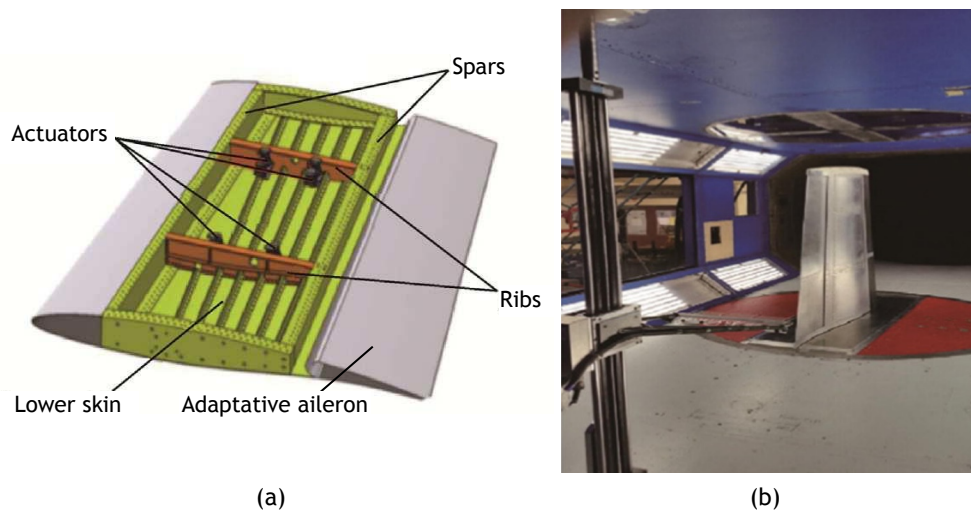 Spars
Actuators
Ribs
Lower skin
Adaptative aileron
(a)
(b)